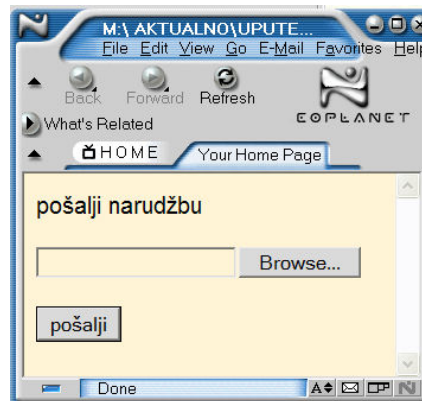 M:\ AKTUALNO\UPUTE...
File Edit View Go E-Mail Favorites Help
Back Forward Refresh
EOPLANET
What's Related
HOME Your Home Page
pošalji narudžbu
Browse...
pošalji
Done A